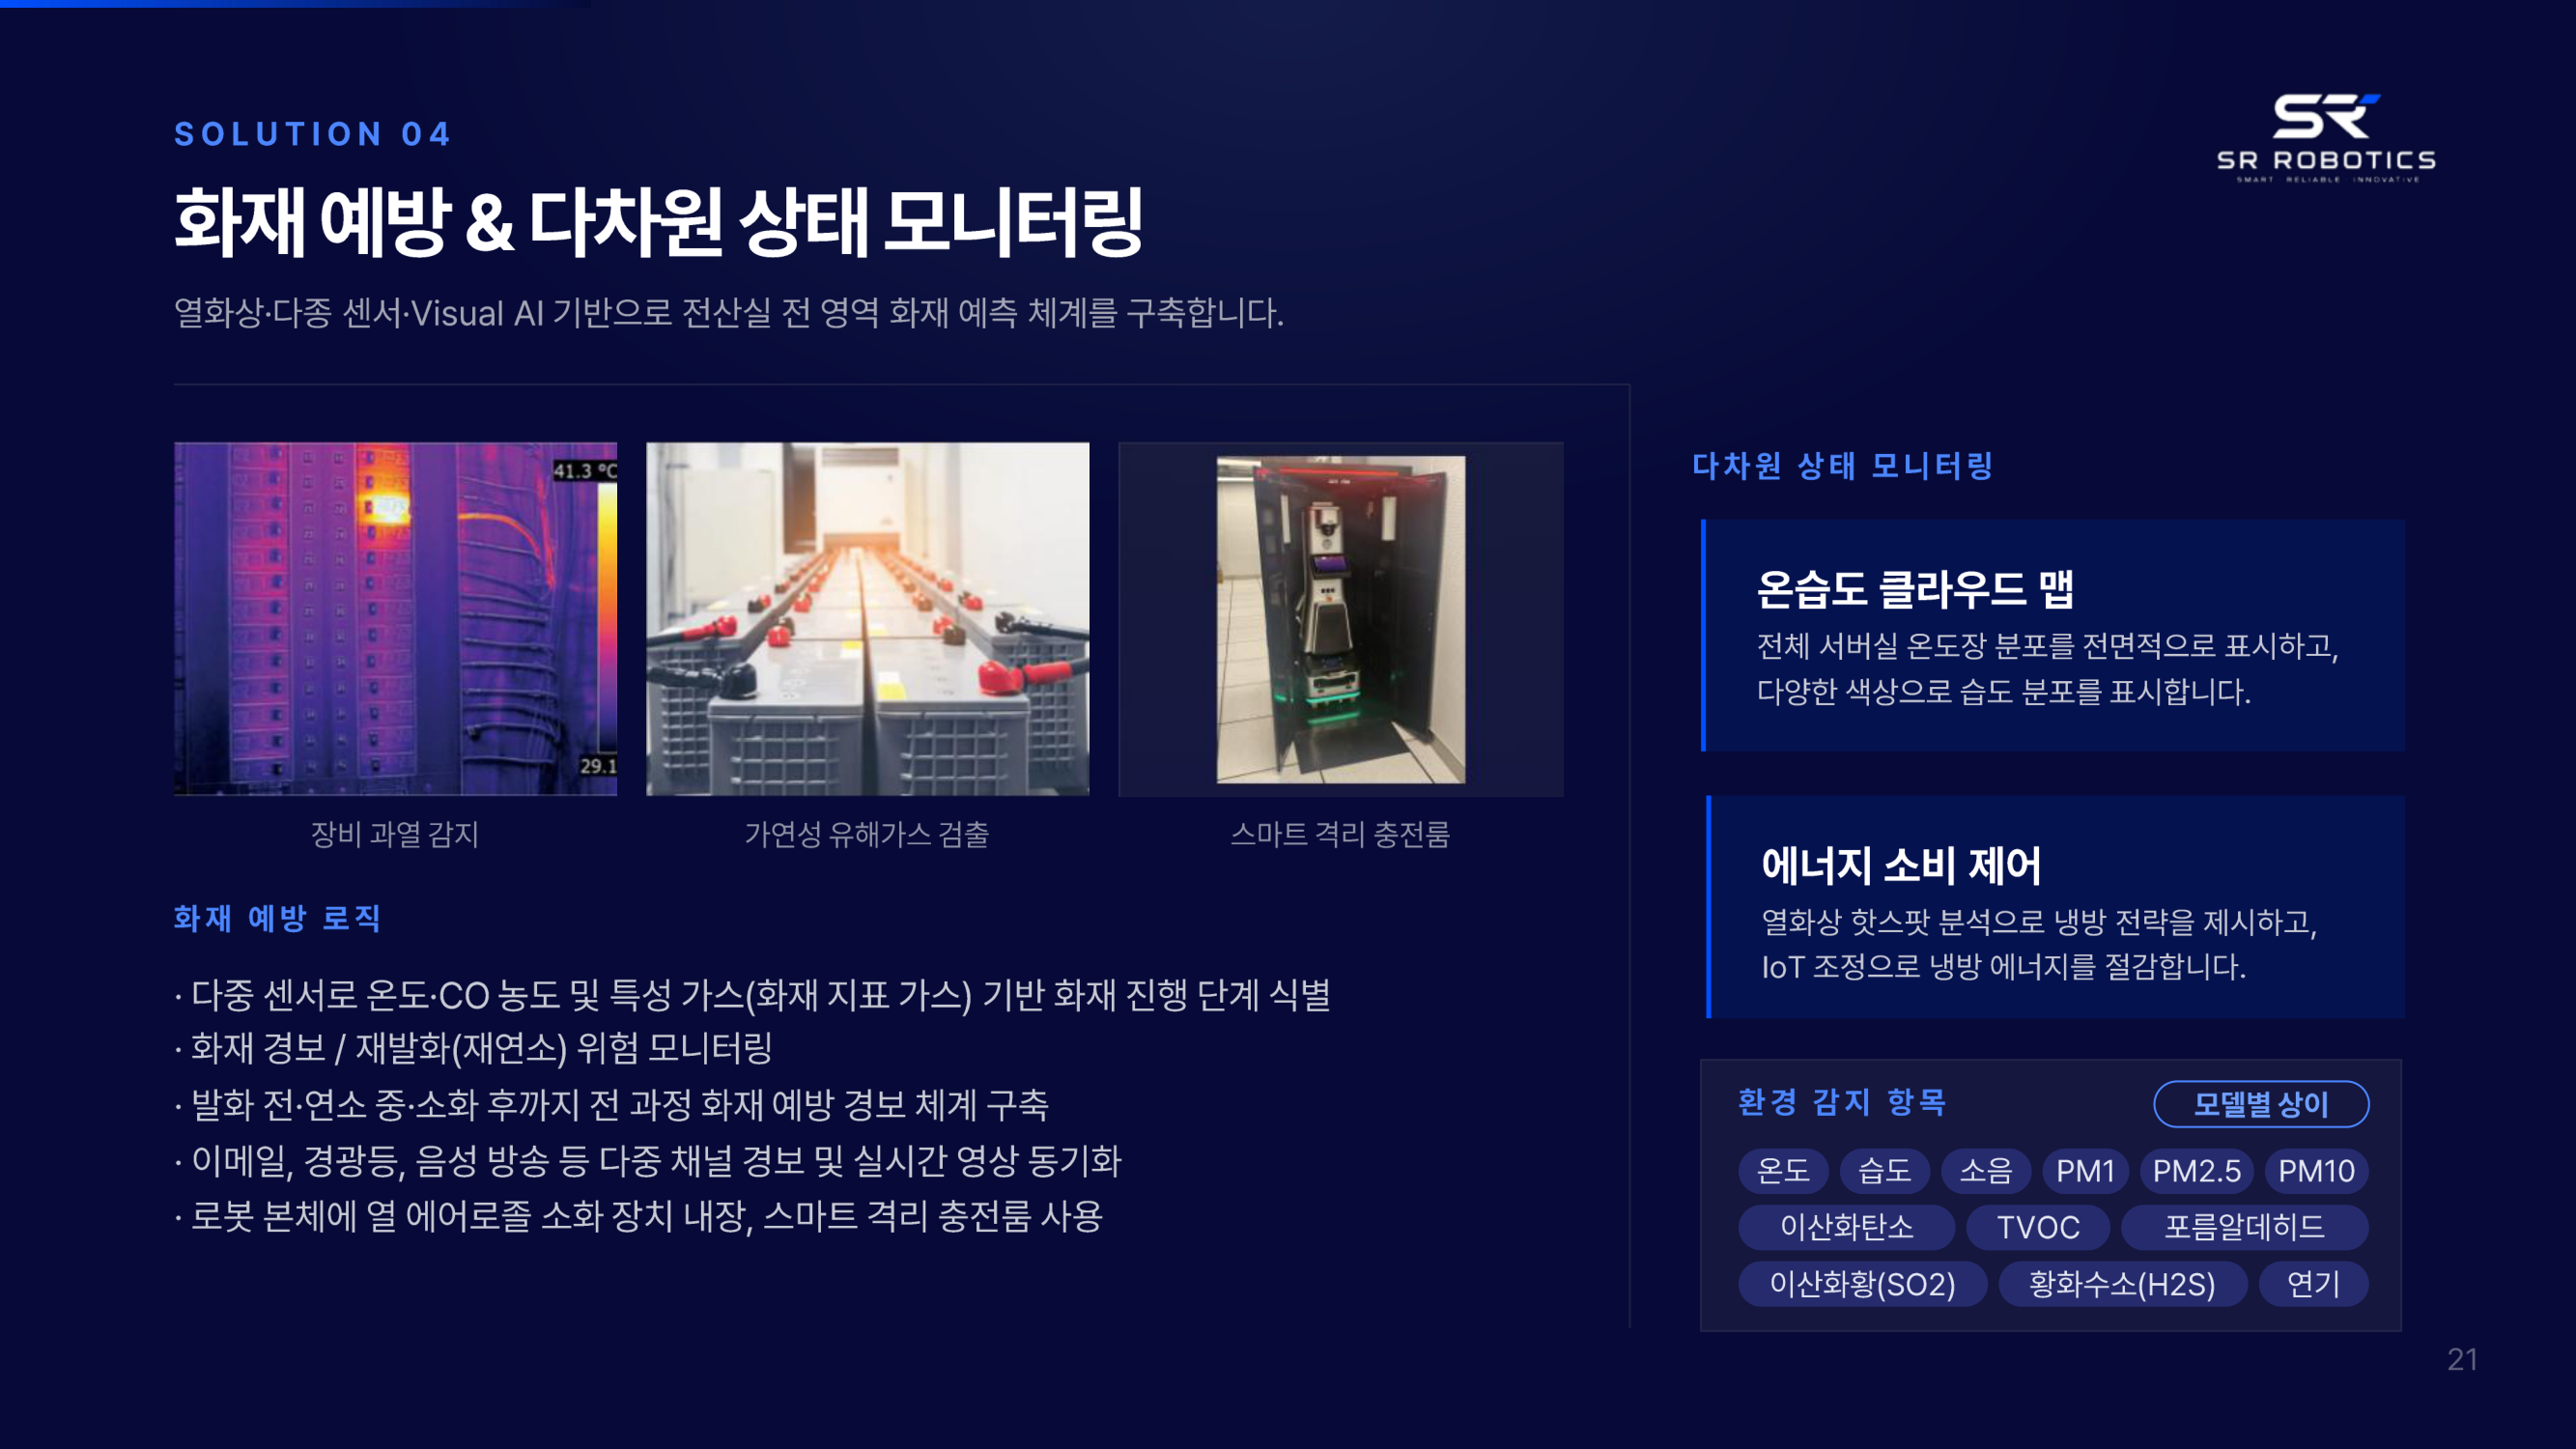 SOLUTION 04
SR ROBOTICS
SMART RELIABLE INNOVATIVE
화재 예방 & 다차원 상태 모니터링
열화상·다종 센서·Visual AI 기반으로 전산실 전 영역 화재 예측 체계를 구축합니다.
41.3 °C
29.1
장비 과열 감지
가연성 유해가스 검출
스마트 격리 충전룸
화재 예방 로직
· 다중 센서로 온도·CO 농도 및 특성 가스(화재 지표 가스) 기반 화재 진행 단계 식별
· 화재 경보 / 재발화(재연소) 위험 모니터링
· 발화 전·연소 중·소화 후까지 전 과정 화재 예방 경보 체계 구축
· 이메일, 경광등, 음성 방송 등 다중 채널 경보 및 실시간 영상 동기화
· 로봇 본체에 열 에어로졸 소화 장치 내장, 스마트 격리 충전룸 사용
다차원 상태 모니터링
온습도 클라우드 맵
전체 서버실 온도장 분포를 전면적으로 표시하고,
다양한 색상으로 습도 분포를 표시합니다.
에너지 소비 제어
열화상 핫스팟 분석으로 냉방 전략을 제시하고,
IoT 조정으로 냉방 에너지를 절감합니다.
환경 감지 항목 모델별 상이
온도 습도 소음 PM1 PM2.5 PM10
이산화탄소 TVOC 포름알데히드
이산화황(SO2) 황화수소(H2S) 연기
21